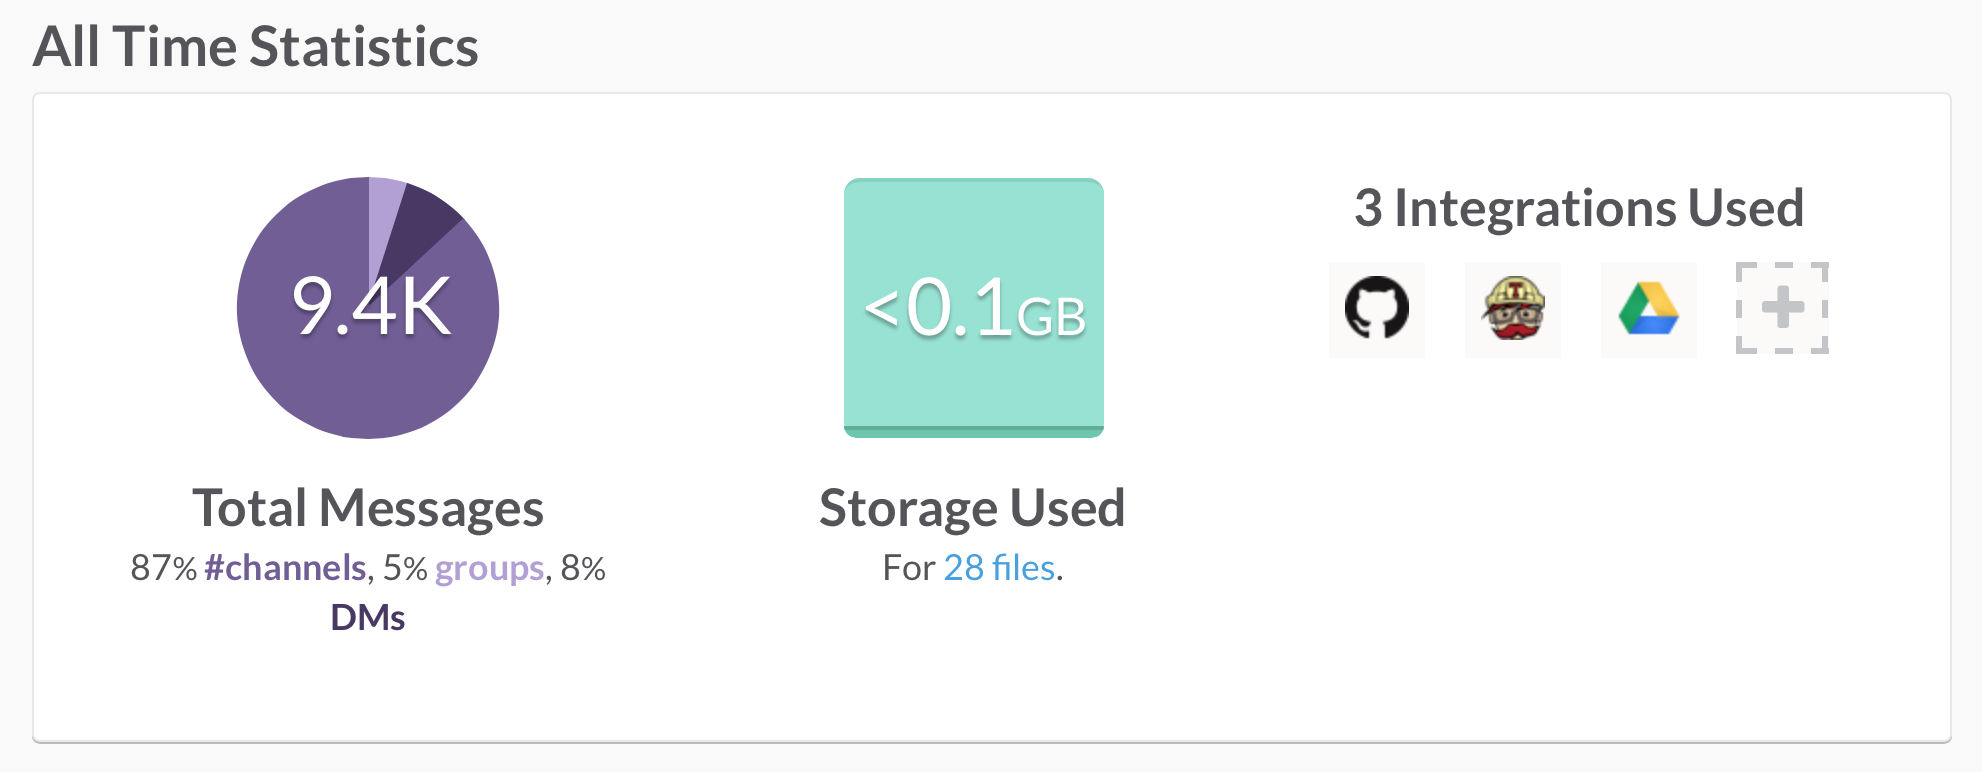 All Time Statistics
9.4K
Total Messages
87% #channels, 5% groups, 8%
DMs
<0.1GB
Storage Used
For 28 files.
3 Integrations Used
T